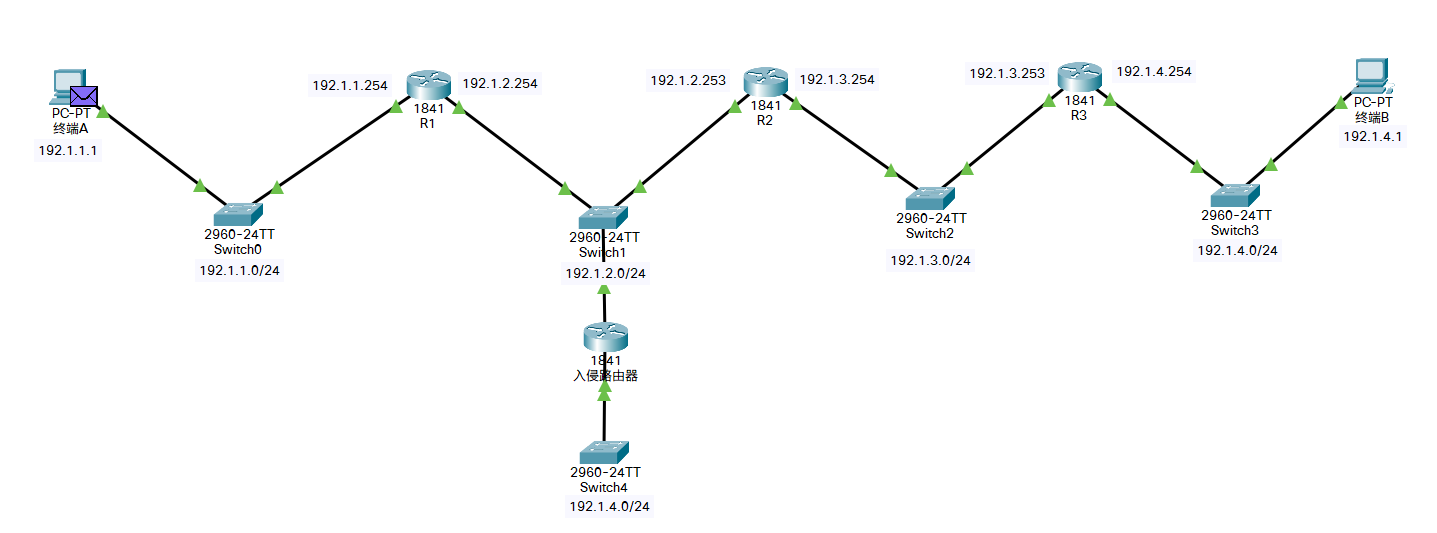 PC-PT
终端A
192.1.1.1
2960-24TT
Switch0
192.1.1.0/24
192.1.1.254
1841
R1
192.1.2.254
2960-24TT
Switch1
192.1.2.0/24
1841
入侵路由器
2960-24TT
Switch4
192.1.4.0/24
192.1.2.253
1841
R2
192.1.3.254
2960-24TT
Switch2
192.1.3.0/24
192.1.3.253
1841
R3
192.1.4.254
2960-24TT
Switch3
192.1.4.0/24
PC-PT
终端B
192.1.4.1